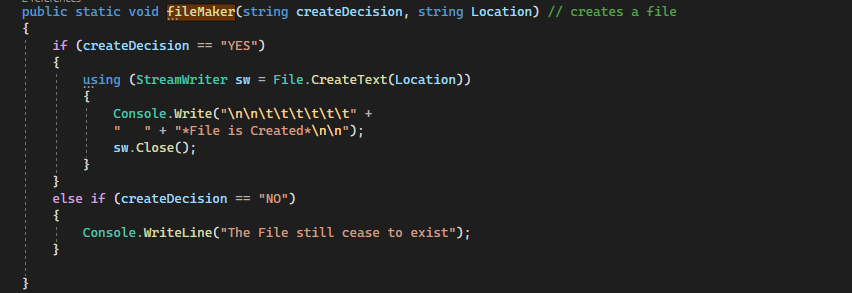 2 references
public static void fileMaker(string createDecision, string Location) // creates a file
{
    if (createDecision == "YES")
    {
        using (StreamWriter sw = File.CreateText(Location))
        {
            Console.Write("\n\n\t\t\t\t\t\t" +
            "   " + "*File is Created*\n\n");
            sw.Close();
        }
    }
    else if (createDecision == "NO")
    {
        Console.WriteLine("The File still cease to exist");
    }

}